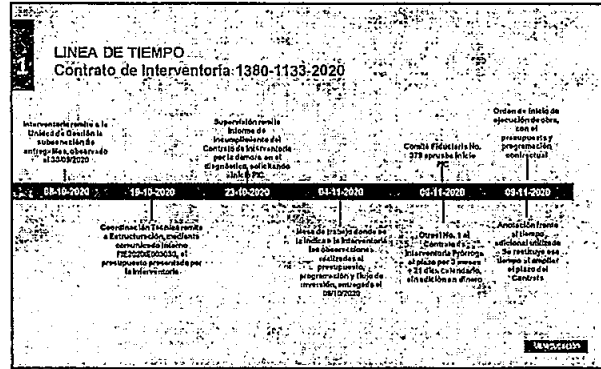 1
LINEA DE TIEMPO
Contrato de Interventoría 1380-1133-2020
Interventoría remite a la
Unidad de Gestión la
subsanación de
entregables, observado
el 30/09/2020
Supervisión remite
Informe de
Incumplimiento del
Contrato de Interventoría
por la demora en el
diagnóstico, solicitando
inicio PIC
Comité Fiduciario No.
379 aprueba inicio
PIC
Orden de inicio de
ejecución de obra,
con el
presupuesto y
programación
contractual
08-10-2020
19-10-2020
23-10-2020
04-11-2020
09-11-2020
Coordinación Técnica remite
a Estructuración, mediante
comunicado interno
el
presupuesto presentado por
la Interventoría
Mesa de trabajo donde se
le indica a la Interventoría
las observaciones
realizadas al
presupuesto,
programación y flujo de
inversión, entregado el
Otrosí No. 1 al
Contrato de
Interventoría Prórroga
el plazo por 3 meses
+ 21 días calendario,
sin adición en dinero
Anotación frente
al tiempo
adicional utilizado
Se restituye ese
tiempo al ampliar
el plazo del
Contrato